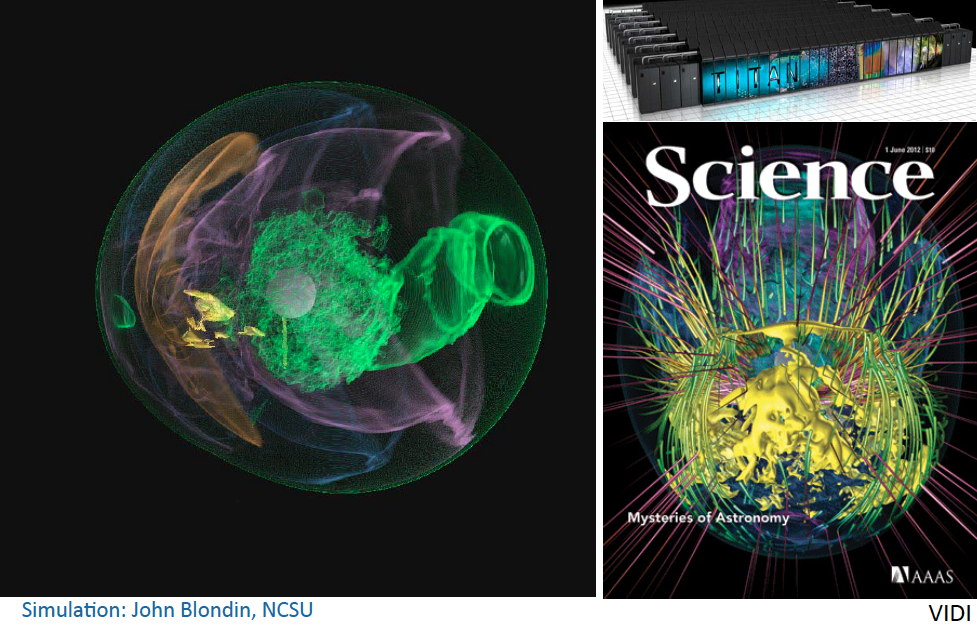 TITAN
Science
1 June 2012 | $10
Mysteries of Astronomy
AAAS
Simulation: John Blondin, NCSU
VIDI